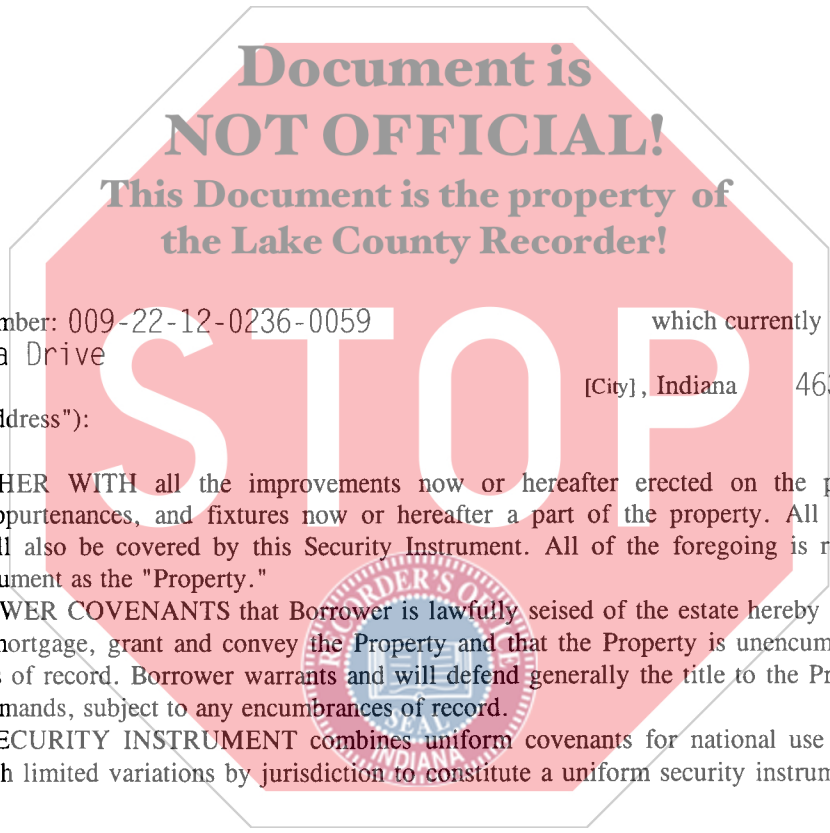 Document is
NOT OFFICIAL!
This Document is the property of
the Lake County Recorder!
STOP
mber: 009-22-12-0236-0059 which currently
a Drive
[City], Indiana 463
ddress"):
HER WITH all the improvements now or hereafter erected on the p
ppurtenances, and fixtures now or hereafter a part of the property. All
ll also be covered by this Security Instrument. All of the foregoing is r
ument as the "Property."
WER COVENANTS that Borrower is lawfully seised of the estate hereby
mortgage, grant and convey the Property and that the Property is unencum
s of record. Borrower warrants and will defend generally the title to the Pr
mands, subject to any encumbrances of record.
ECURITY INSTRUMENT combines uniform covenants for national use
h limited variations by jurisdiction to constitute a uniform security instrum
RECORDER'S OFFICE
SEAL
INDIANA